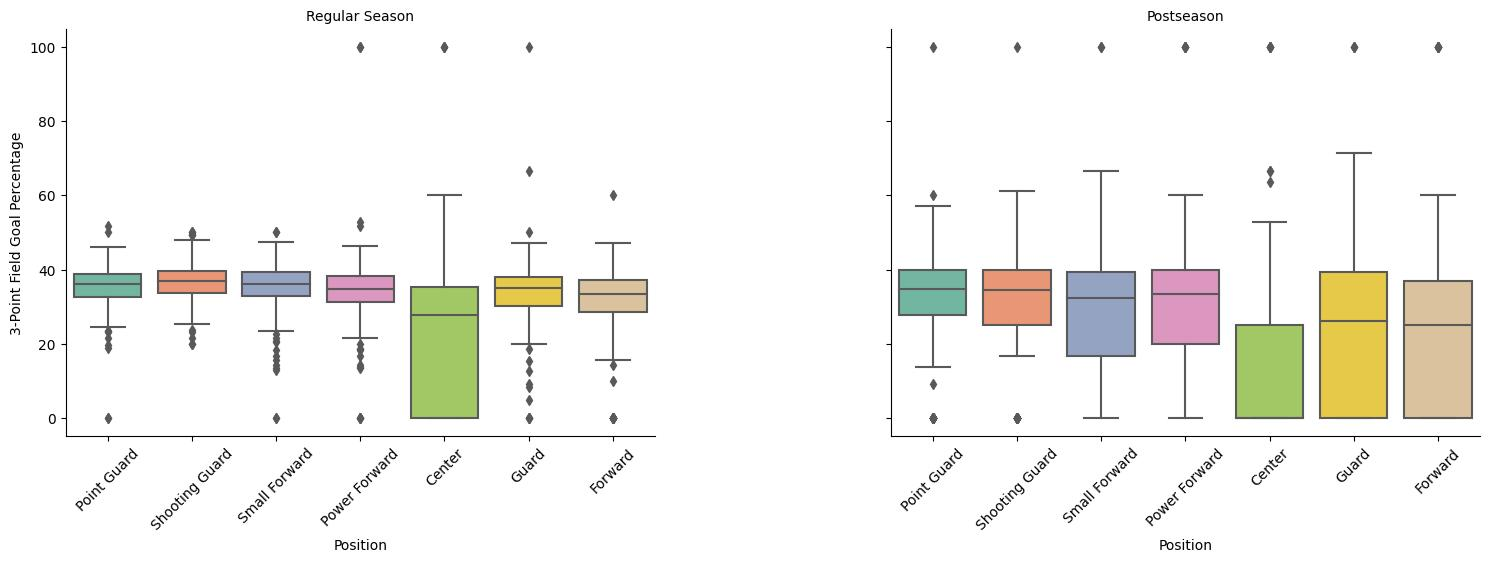 Regular Season
3-Point Field Goal Percentage
100
80
60
40
20
0
Point Guard
Shooting Guard
Small Forward
Power Forward
Center
Guard
Forward
Position
Postseason
Point Guard
Shooting Guard
Small Forward
Power Forward
Center
Guard
Forward
Position